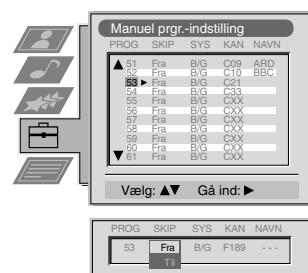 Manuel prgr.-indstilling
PROG SKIP SYS KAN NAVN
51 Fra B/G C09 ARD
52 Fra B/G C10 BBC
53 Fra B/G C21
54 Fra B/G C33
55 Fra B/G CXX
56 Fra B/G CXX
57 Fra B/G CXX
58 Fra B/G CXX
59 Fra B/G CXX
60 Fra B/G CXX
61 Fra B/G CXX
Vælg: ▲▼ Gå ind: ▶
PROG SKIP SYS KAN NAVN
53 Fra B/G F189 - - -
Til